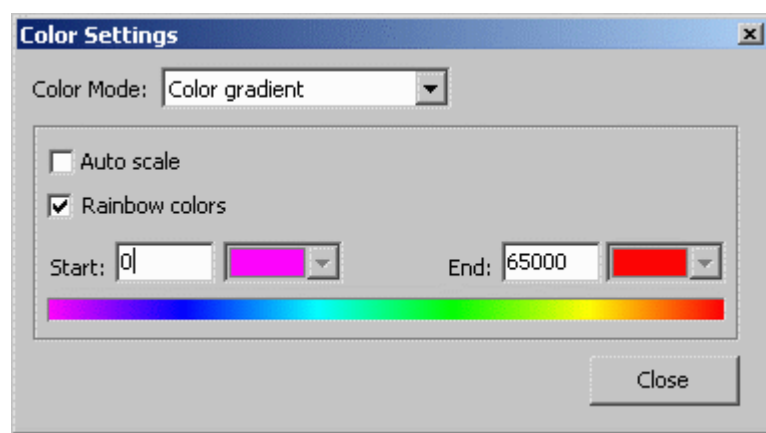 Color Settings
Color Mode: Color gradient
Auto scale
Rainbow colors
Start: 0 End: 65000
Close